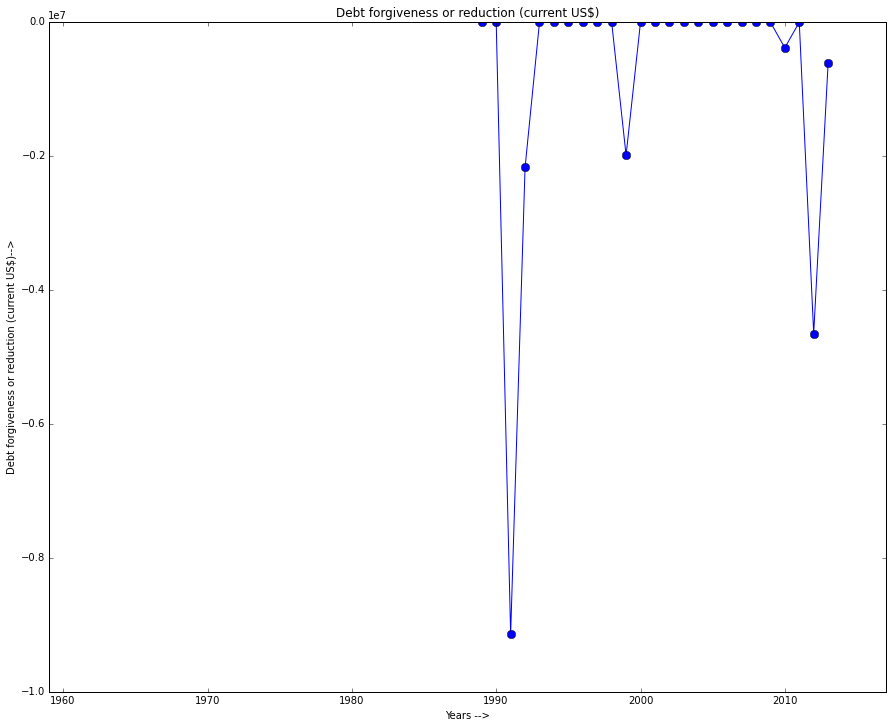 Debt forgiveness or reduction (current US$)
1e7
0.0
−0.2
−0.4
−0.6
−0.8
−1.0
Debt forgiveness or reduction (current US$)-->
1960 1970 1980 1990 2000 2010
Years -->